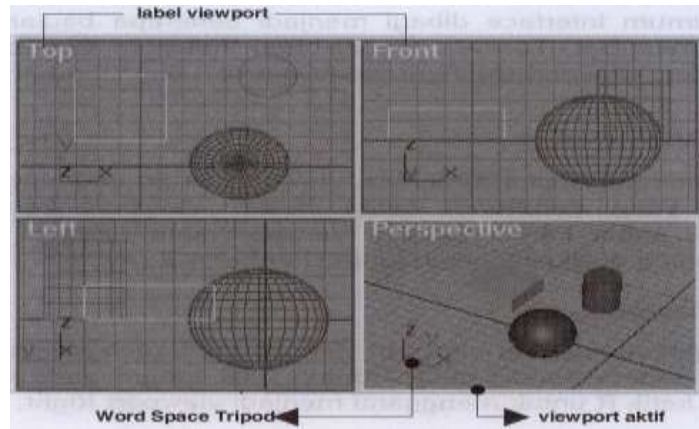 label viewport
Top
Front
Y
Z
X
Z
Y
X
Left
Perspective
Z
Y
X
Z
Y
X
Word Space Tripod
viewport aktif